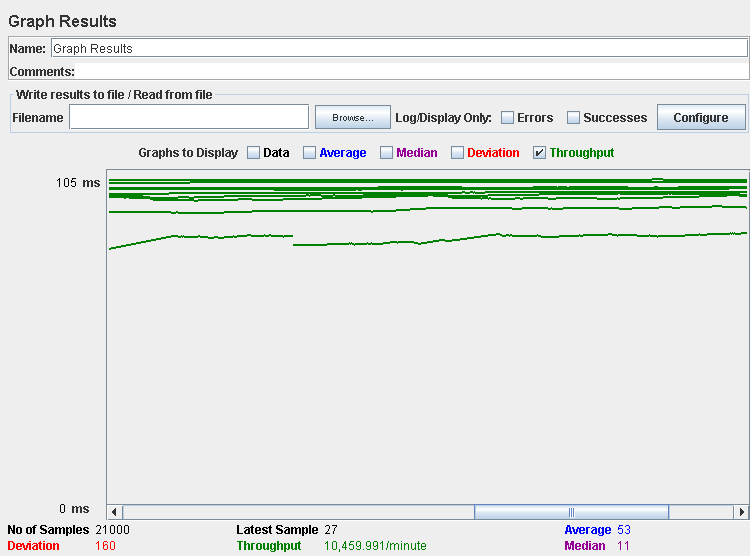 Graph Results
Name: Graph Results
Comments:
Write results to file / Read from file
Filename Browse... Log/Display Only: Errors Successes Configure
Graphs to Display Data Average Median Deviation Throughput
105 ms
0 ms
No of Samples 21000 Latest Sample 27 Average 53
Deviation 160 Throughput 10,459.991/minute Median 11